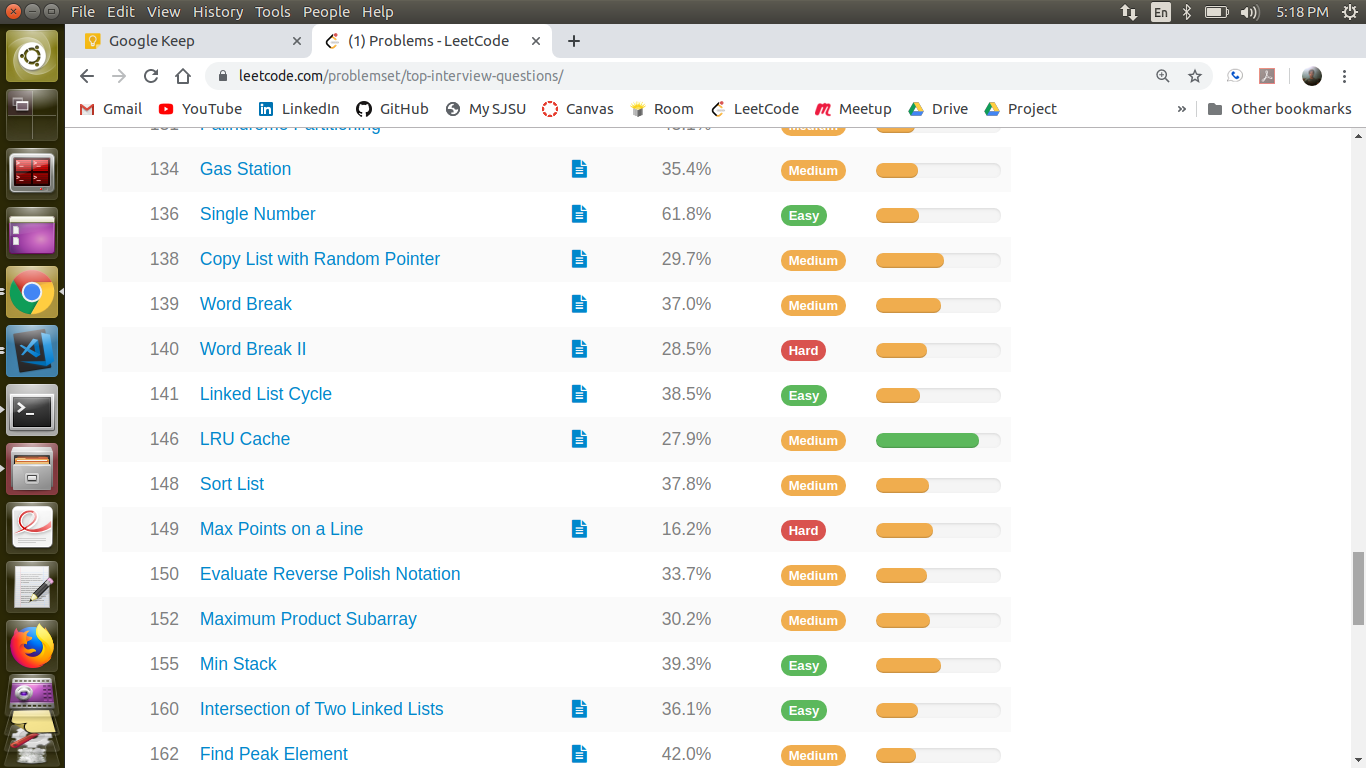 File Edit View History Tools People Help En 5:18 PM
Google Keep (1) Problems - LeetCode
leetcode.com/problemset/top-interview-questions/
Gmail YouTube LinkedIn GitHub My SJSU Canvas Room LeetCode Meetup Drive Project » Other bookmarks
131 Palindrome Partitioning Medium
134 Gas Station 35.4% Medium
136 Single Number 61.8% Easy
138 Copy List with Random Pointer 29.7% Medium
139 Word Break 37.0% Medium
140 Word Break II 28.5% Hard
141 Linked List Cycle 38.5% Easy
146 LRU Cache 27.9% Medium
148 Sort List 37.8% Medium
149 Max Points on a Line 16.2% Hard
150 Evaluate Reverse Polish Notation 33.7% Medium
152 Maximum Product Subarray 30.2% Medium
155 Min Stack 39.3% Easy
160 Intersection of Two Linked Lists 36.1% Easy
162 Find Peak Element 42.0% Medium